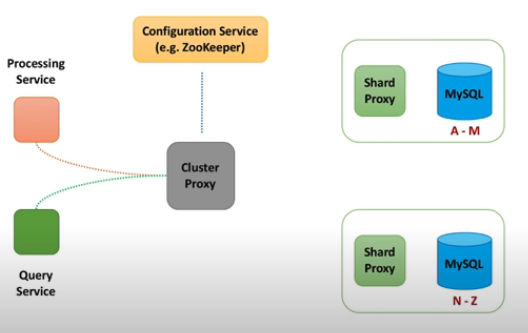 Configuration Service
(e.g. ZooKeeper)
Processing
Service
Cluster
Proxy
Query
Service
Shard
Proxy
MySQL
A - M
Shard
Proxy
MySQL
N - Z